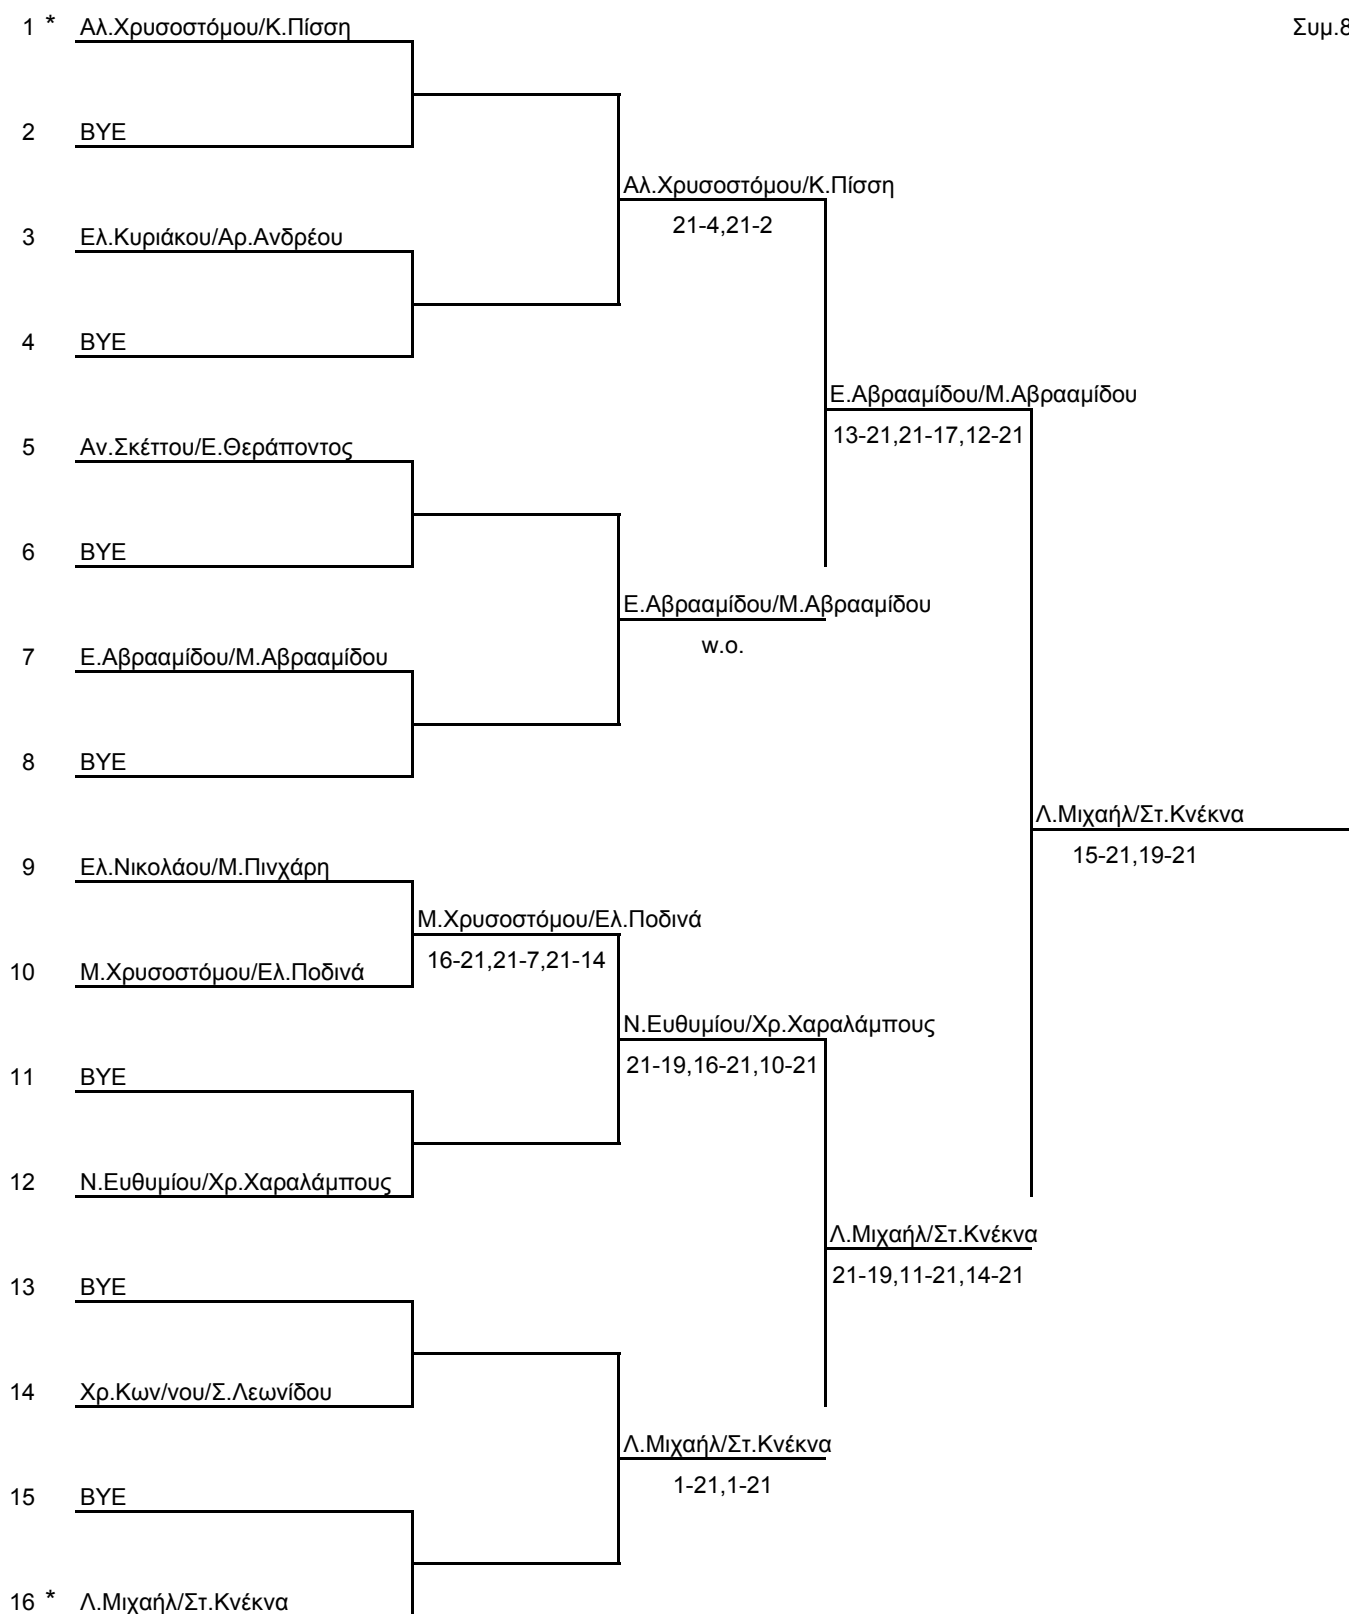 1 * Αλ.Χρυσοστόμου/Κ.Πίσση
Συμ.8
2 BYE
Αλ.Χρυσοστόμου/Κ.Πίσση
21-4,21-2
3 Ελ.Κυριάκου/Αρ.Ανδρέου
4 BYE
Ε.Αβρααμίδου/Μ.Αβρααμίδου
13-21,21-17,12-21
5 Αν.Σκέττου/Ε.Θεράποντος
6 BYE
Ε.Αβρααμίδου/Μ.Αβρααμίδου
w.o.
7 Ε.Αβρααμίδου/Μ.Αβρααμίδου
8 BYE
Λ.Μιχαήλ/Στ.Κνέκνα
15-21,19-21
9 Ελ.Νικολάου/Μ.Πινχάρη
Μ.Χρυσοστόμου/Ελ.Ποδινά
16-21,21-7,21-14
10 Μ.Χρυσοστόμου/Ελ.Ποδινά
Ν.Ευθυμίου/Χρ.Χαραλάμπους
21-19,16-21,10-21
11 BYE
12 Ν.Ευθυμίου/Χρ.Χαραλάμπους
Λ.Μιχαήλ/Στ.Κνέκνα
21-19,11-21,14-21
13 BYE
14 Χρ.Κων/νου/Σ.Λεωνίδου
Λ.Μιχαήλ/Στ.Κνέκνα
1-21,1-21
15 BYE
16 * Λ.Μιχαήλ/Στ.Κνέκνα